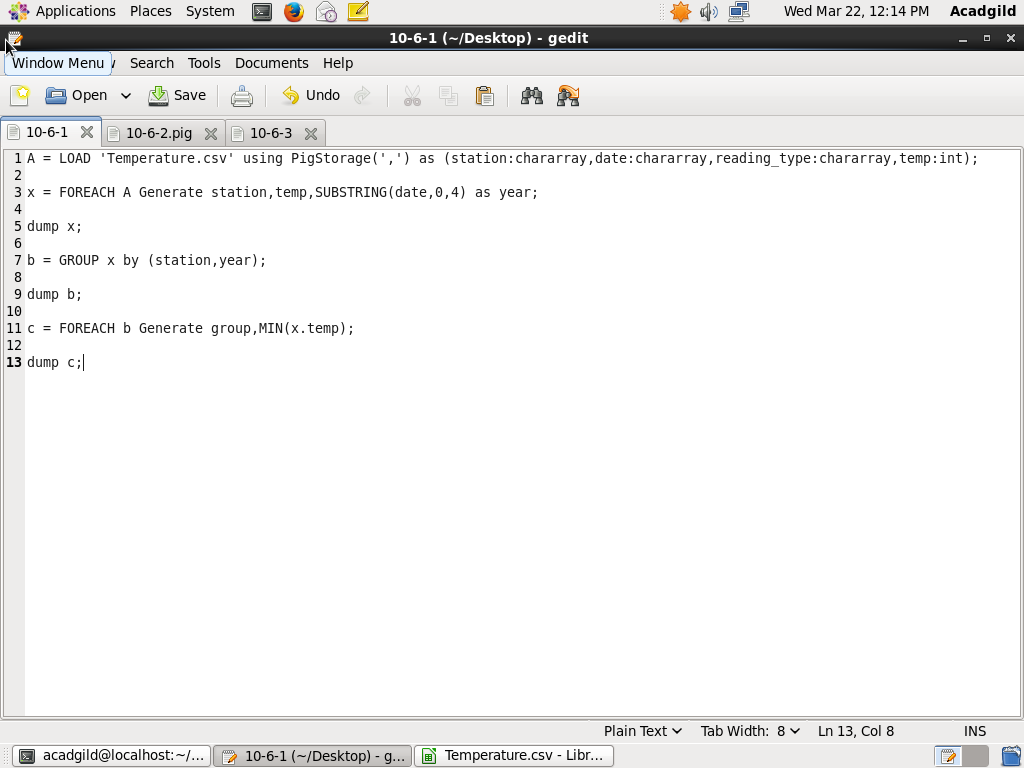 Applications Places System Wed Mar 22, 12:14 PM Acadgild
10-6-1 (~/Desktop) - gedit
Window Menu Search Tools Documents Help
Open Save Undo
10-6-1 10-6-2.pig 10-6-3
1 A = LOAD 'Temperature.csv' using PigStorage(',') as (station:chararray,date:chararray,reading_type:chararray,temp:int);
2
3 x = FOREACH A Generate station,temp,SUBSTRING(date,0,4) as year;
4
5 dump x;
6
7 b = GROUP x by (station,year);
8
9 dump b;
10
11 c = FOREACH b Generate group,MIN(x.temp);
12
13 dump c;
Plain Text Tab Width: 8 Ln 13, Col 8 INS
acadgild@localhost:~/... 10-6-1 (~/Desktop) - g... Temperature.csv - Libr...